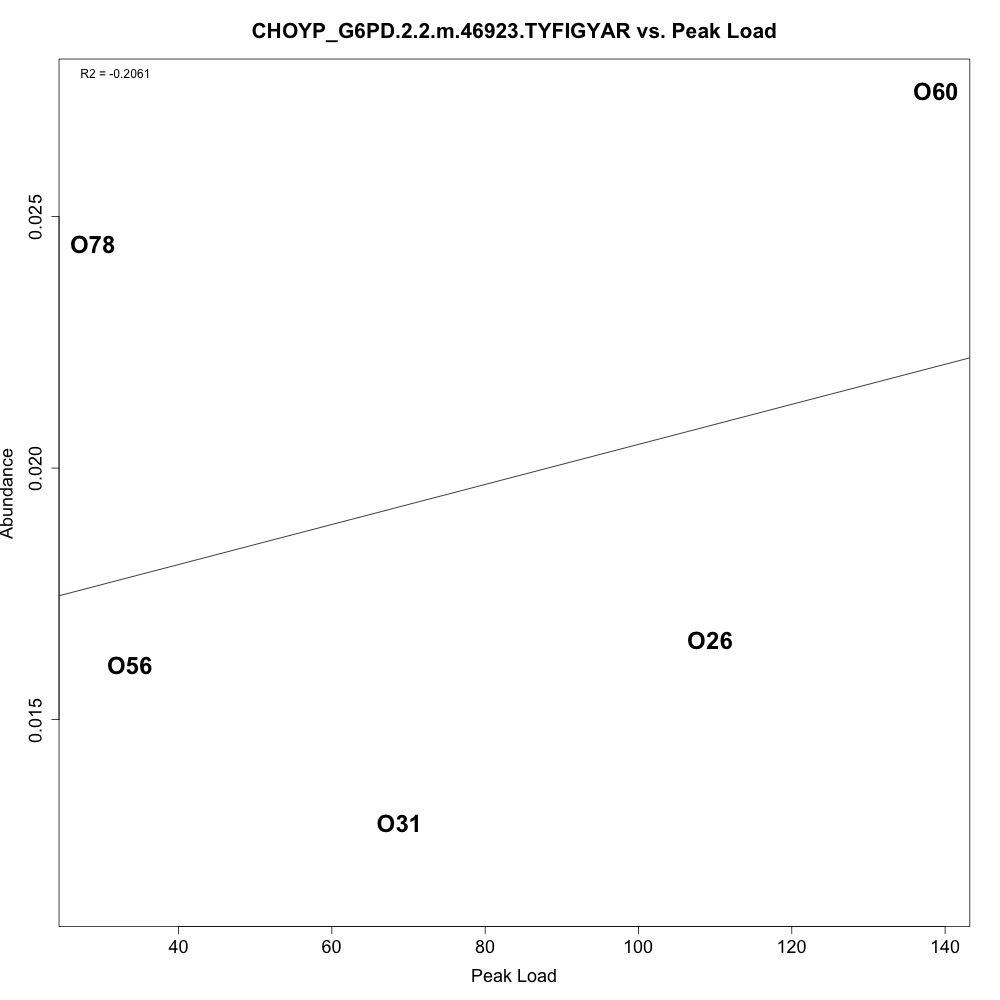 CHOYP_G6PD.2.2.m.46923.TYFIGYAR vs. Peak Load
R2 = -0.2061
O60
0.025
O78
0.020
Abundance
O26
O56
0.015
O31
40 60 80 100 120 140
Peak Load